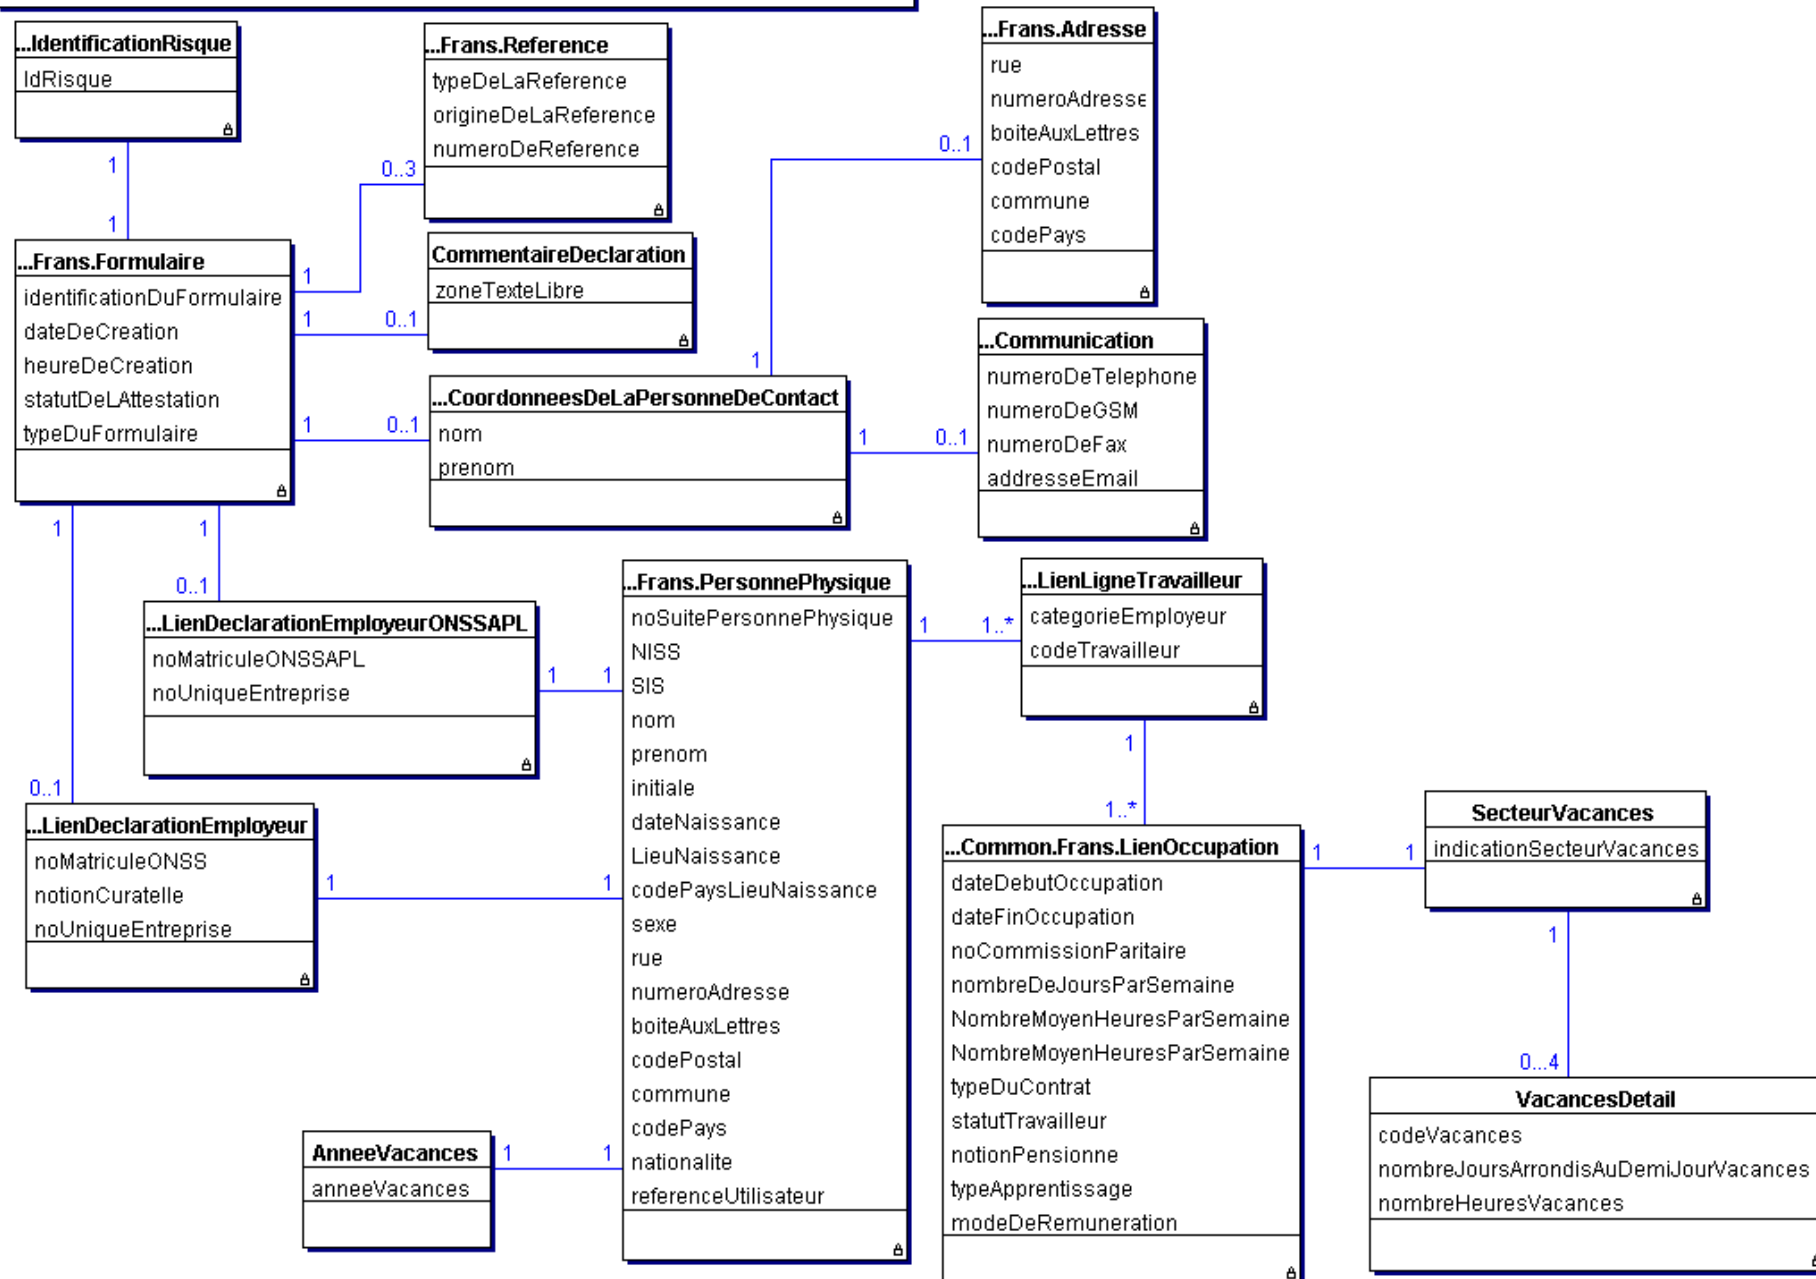 ...IdentificationRisque
IdRisque
1
1
...Frans.Reference
typeDeLaReference
origineDeLaReference
numeroDeReference
0..3
...Frans.Adresse
rue
numeroAdresse
boiteAuxLettres
codePostal
commune
codePays
0..1
...Frans.Formulaire
identificationDuFormulaire
dateDeCreation
heureDeCreation
statutDeLAttestation
typeDuFormulaire
1
1
0..1
1
0..1
CommentaireDeclaration
zoneTexteLibre
1
...CoordonneesDeLaPersonneDeContact
nom
prenom
1
0..1
...Communication
numeroDeTelephone
numeroDeGSM
numeroDeFax
addresseEmail
1
1
0..1
0..1
...LienDeclarationEmployeurONSSAPL
noMatriculeONSSAPL
noUniqueEntreprise
1
1
...LienDeclarationEmployeur
noMatriculeONSS
notionCuratelle
noUniqueEntreprise
1
1
...Frans.PersonnePhysique
noSuitePersonnePhysique
NISS
SIS
nom
prenom
initiale
dateNaissance
LieuNaissance
codePaysLieuNaissance
sexe
rue
numeroAdresse
boiteAuxLettres
codePostal
commune
codePays
nationalite
referenceUtilisateur
AnneeVacances
anneeVacances
1
1
1
1..*
...LienLigneTravailleur
categorieEmployeur
codeTravailleur
1
1..*
...Common.Frans.LienOccupation
dateDebutOccupation
dateFinOccupation
noCommissionParitaire
nombreDeJoursParSemaine
NombreMoyenHeuresParSemaine
NombreMoyenHeuresParSemaine
typeDuContrat
statutTravailleur
notionPensionne
typeApprentissage
modeDeRemuneration
1
1
SecteurVacances
indicationSecteurVacances
1
0...4
VacancesDetail
codeVacances
nombreJoursArrondisAuDemiJourVacances
nombreHeuresVacances